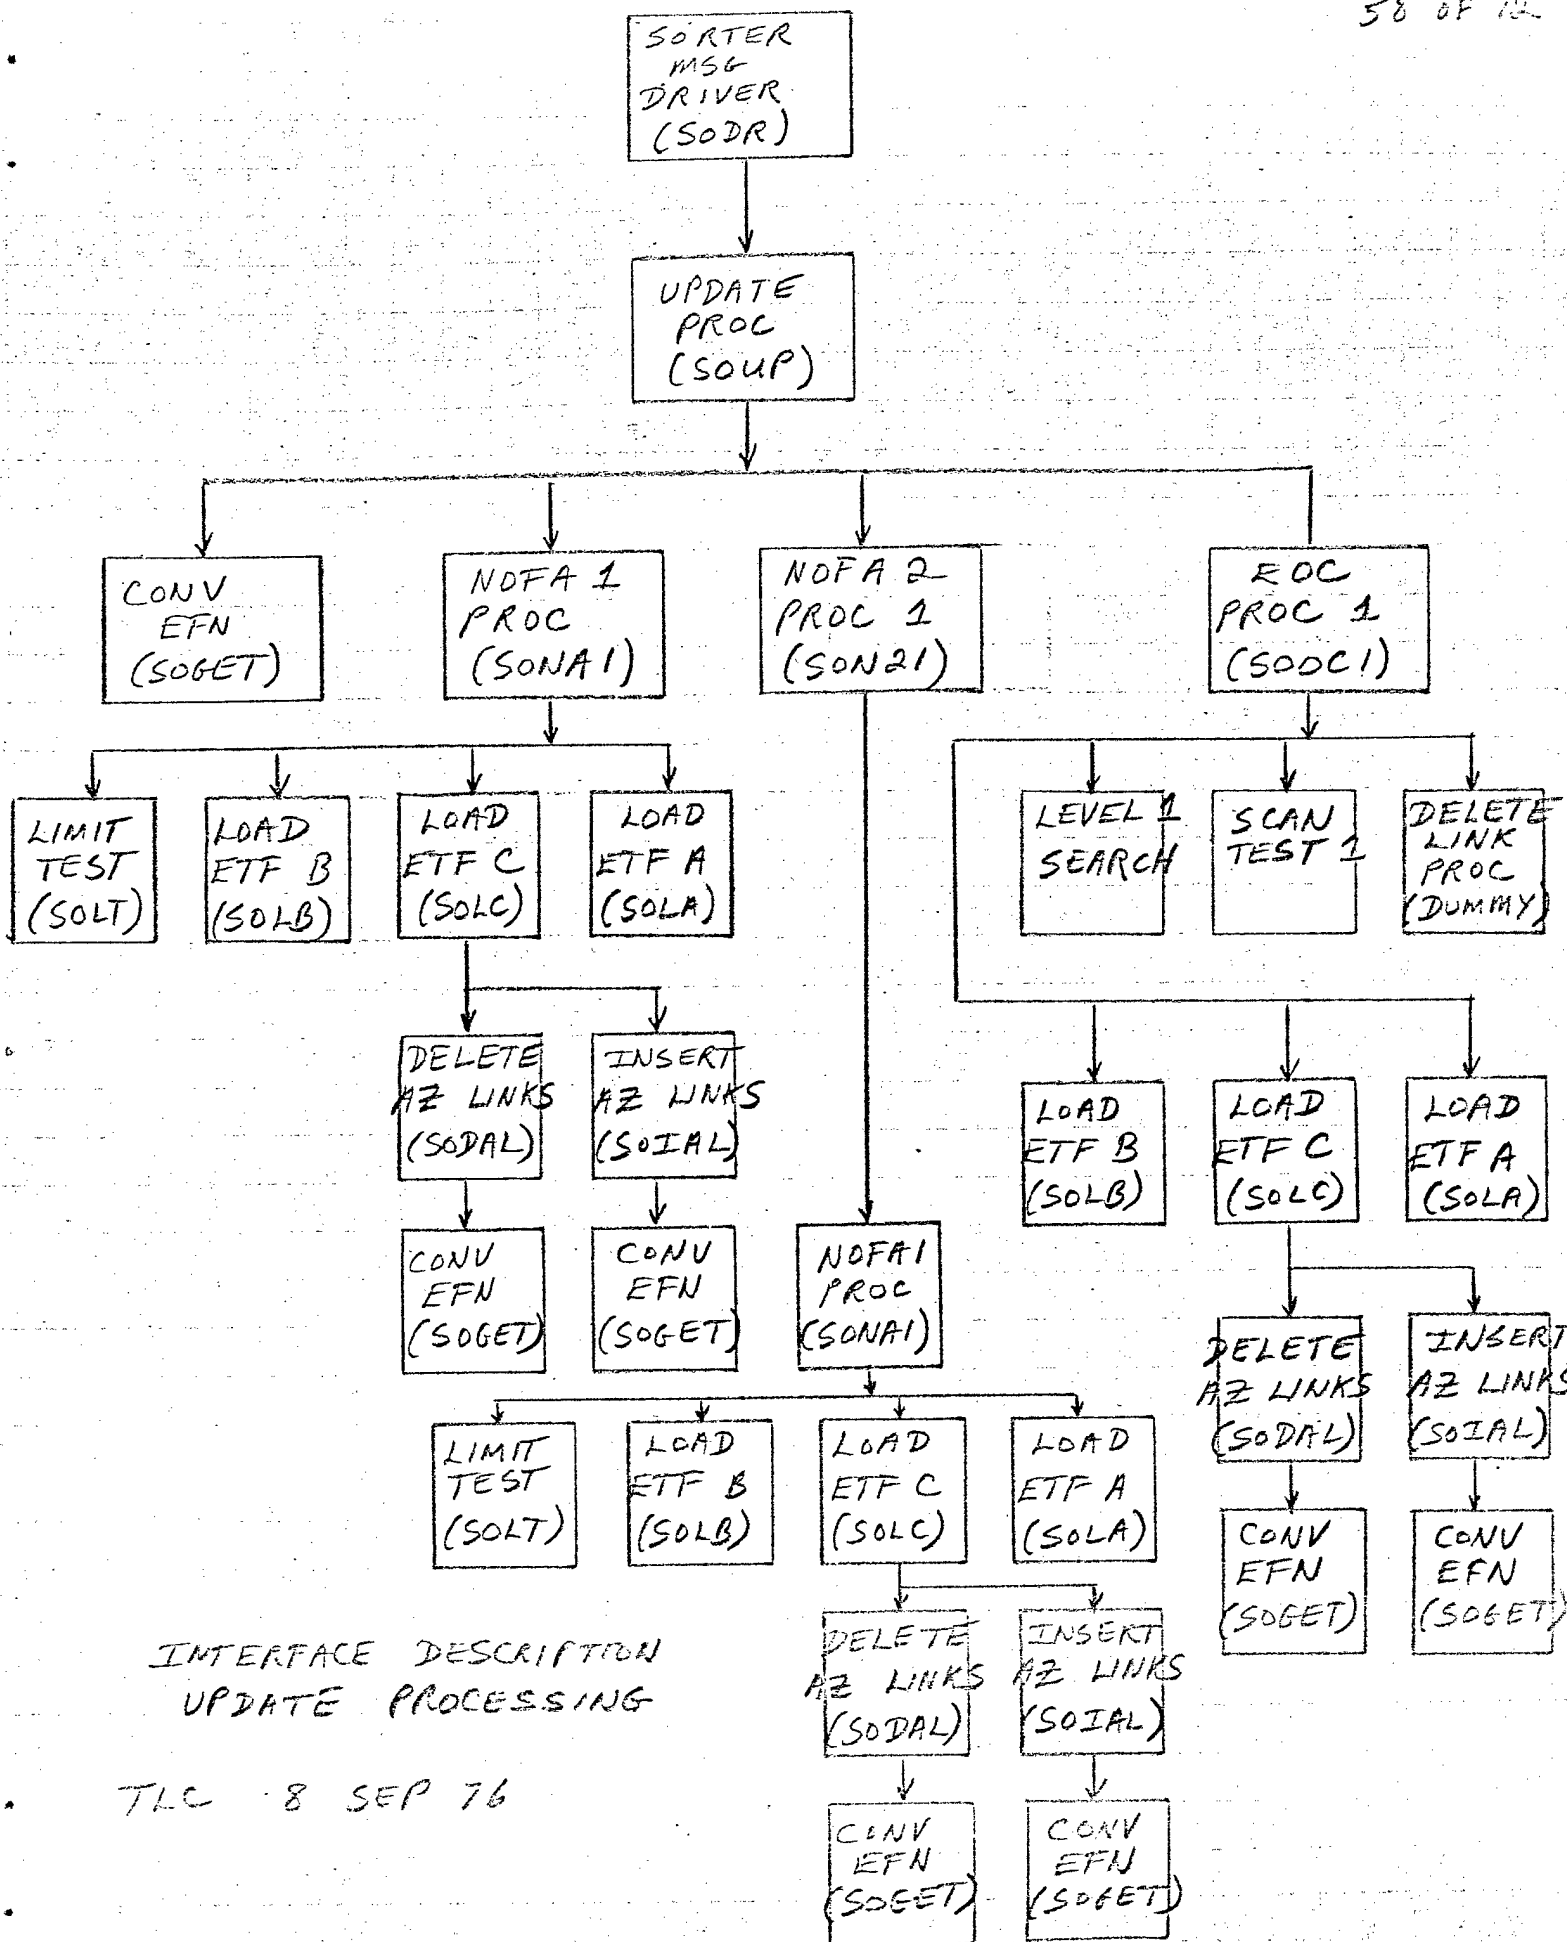 58 OF
SORTER
MSG
DRIVER
(SODR)
UPDATE
PROC
(SOUP)
CONV
EFN
(SOGET)
NOFA 1
PROC
(SONA1)
NOFA 2
PROC 1
(SON21)
EOC
PROC 1
(SODC1)
LIMIT
TEST
(SOLT)
LOAD
ETF B
(SOLB)
LOAD
ETF C
(SOLC)
LOAD
ETF A
(SOLA)
LEVEL 1
SEARCH
SCAN
TEST 1
DELETE
LINK
PROC
(DUMMY)
DELETE
AZ LINKS
(SODAL)
INSERT
AZ LINKS
(SOIAL)
LOAD
ETF B
(SOLB)
LOAD
ETF C
(SOLC)
LOAD
ETF A
(SOLA)
CONV
EFN
(SOGET)
CONV
EFN
(SOGET)
NOFA1
PROC
(SONA1)
DELETE
AZ LINKS
(SODAL)
INSERT
AZ LINKS
(SOIAL)
LIMIT
TEST
(SOLT)
LOAD
ETF B
(SOLB)
LOAD
ETF C
(SOLC)
LOAD
ETF A
(SOLA)
CONV
EFN
(SOGET)
CONV
EFN
(SOGET)
DELETE
AZ LINKS
(SODAL)
INSERT
AZ LINKS
(SOIAL)
CONV
EFN
(SOGET)
CONV
EFN
(SOGET)
INTERFACE DESCRIPTION
UPDATE PROCESSING
TLC 8 SEP 76